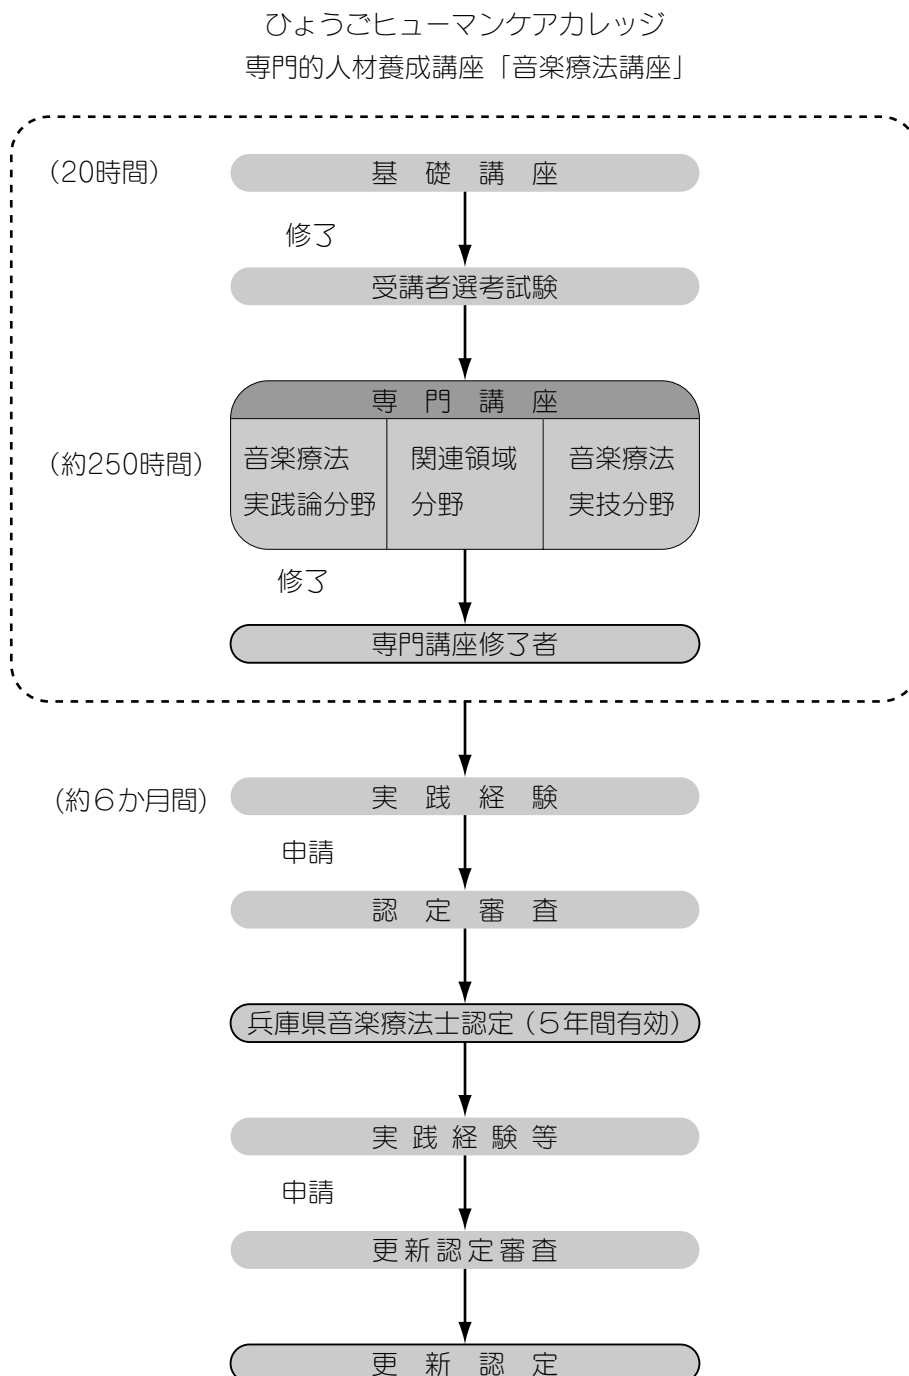 ひょうごヒューマンケアカレッジ
専門的人材養成講座「音楽療法講座」
(20時間)
基礎講座
修了
受講者選考試験
専門講座
(約250時間)
音楽療法
実践論分野
関連領域
分野
音楽療法
実技分野
修了
専門講座修了者
(約6か月間)
実践経験
申請
認定審査
兵庫県音楽療法士認定(5年間有効)
実践経験等
申請
更新認定審査
更新認定